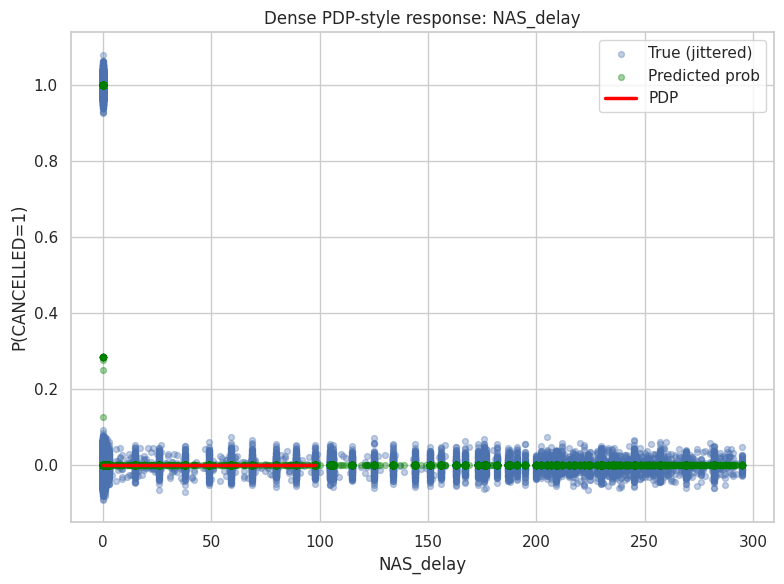 Dense PDP-style response: NAS_delay
True (jittered)
Predicted prob
PDP
P(CANCELLED=1)
1.0
0.8
0.6
0.4
0.2
0.0
0
50
100
150
200
250
300
NAS_delay